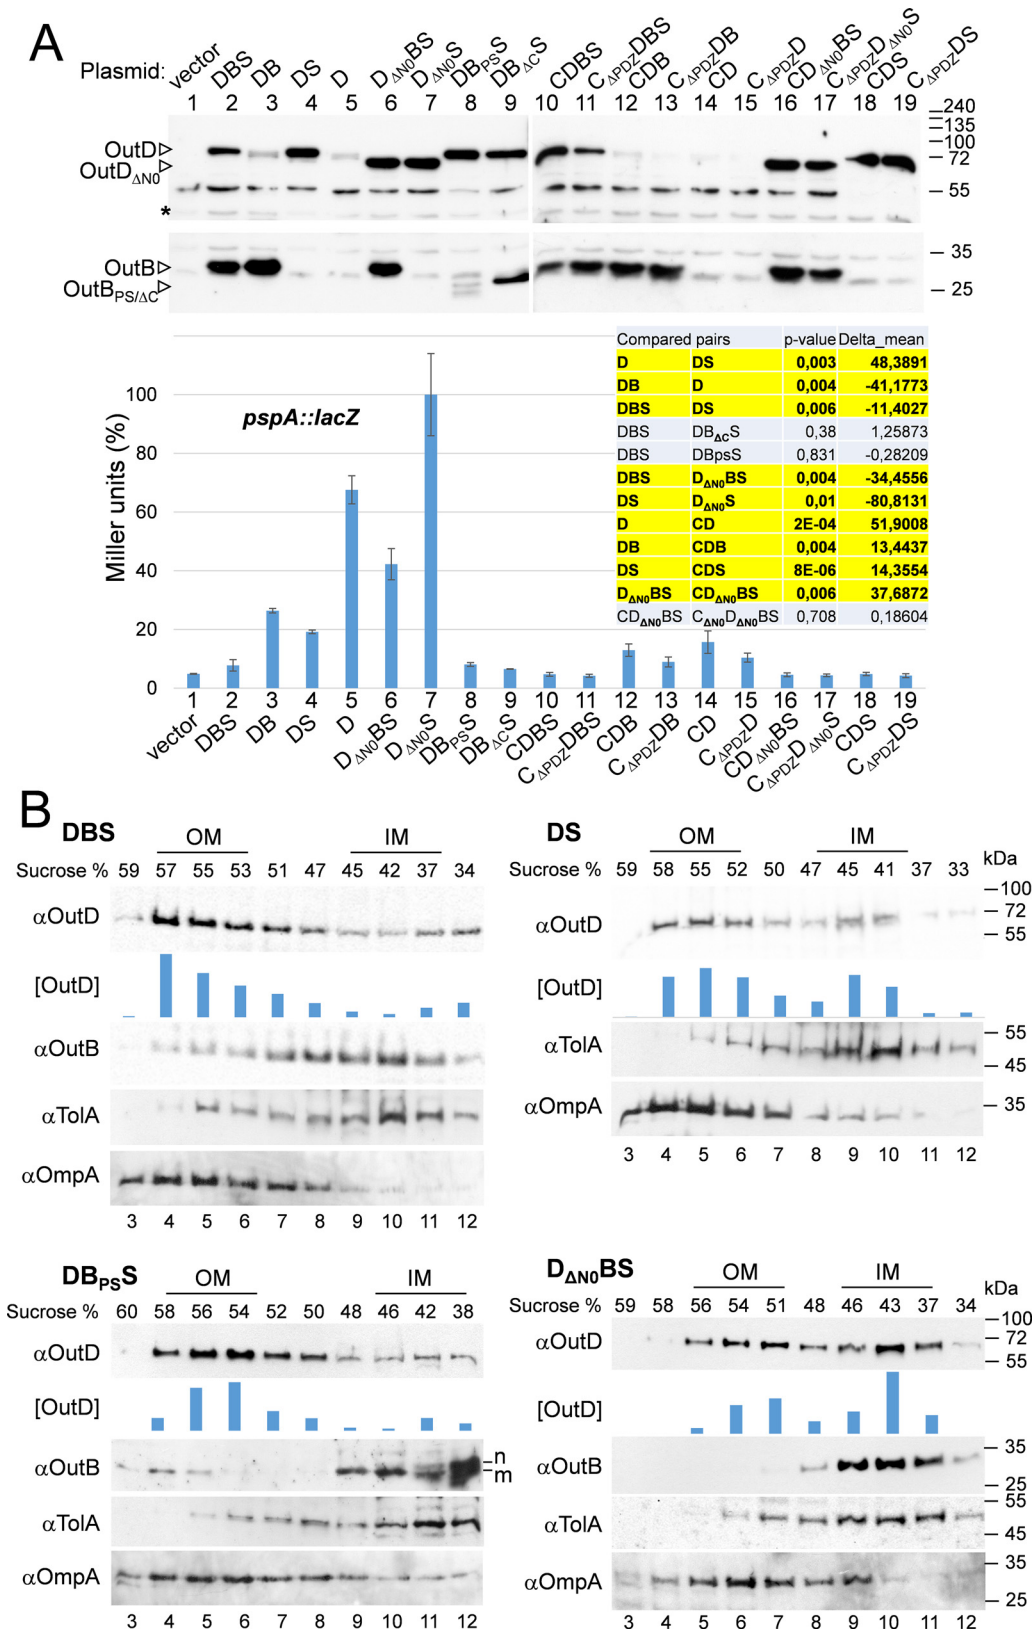 A
Plasmid: vector DBS DB DS D D ΔN0BS D ΔN0S DBPSS DBΔCS CDBS CΔPDZDBS CDB CΔPDZDB CD CΔPDZD CDΔN0BS CΔPDZDΔN0S CDS CΔPDZDS
1 2 3 4 5 6 7 8 9 10 11 12 13 14 15 16 17 18 19
240
135
100
72
55
OutD
OutDΔN0
*
35
25
OutB
OutBPS/ΔC
Compared pairs p-value Delta_mean
D DS 0,003 48,3891
DB D 0,004 -41,1773
DBS DS 0,006 -11,4027
DBS DBΔCS 0,38 1,25873
DBS DBpsS 0,831 -0,28209
DBS DΔN0BS 0,004 -34,4556
DS DΔN0S 0,01 -80,8131
D CD 2E-04 51,9008
DB CDB 0,004 13,4437
DS CDS 8E-06 14,3554
DΔN0BS CDΔN0BS 0,006 37,6872
CDΔN0BS CΔN0DΔN0BS 0,708 0,18604
pspA::lacZ
Miller units (%)
100
80
60
40
20
0
1 2 3 4 5 6 7 8 9 10 11 12 13 14 15 16 17 18 19
vector DBS DB DS D DΔN0BS DΔN0S DBPSS DBΔCS CDBS CΔPDZDBS CDB CΔPDZDB CD CΔPDZD CDΔN0BS CΔPDZDΔN0S CDS CΔPDZDS
B
DBS
OM IM
Sucrose % 59 57 55 53 51 47 45 42 37 34
αOutD
[OutD]
αOutB
αTolA
αOmpA
3 4 5 6 7 8 9 10 11 12
DS
OM IM
Sucrose % 59 58 55 52 50 47 45 41 37 33
kDa
αOutD
100
72
55
[OutD]
αTolA
55
45
αOmpA
35
3 4 5 6 7 8 9 10 11 12
DBPSS
OM IM
Sucrose % 60 58 56 54 52 50 48 46 42 38
αOutD
[OutD]
αOutB
n
m
αTolA
αOmpA
3 4 5 6 7 8 9 10 11 12
DΔN0BS
OM IM
Sucrose % 59 58 56 54 51 48 46 43 37 34
kDa
αOutD
100
72
55
[OutD]
αOutB
35
25
αTolA
55
45
αOmpA
35
25
3 4 5 6 7 8 9 10 11 12